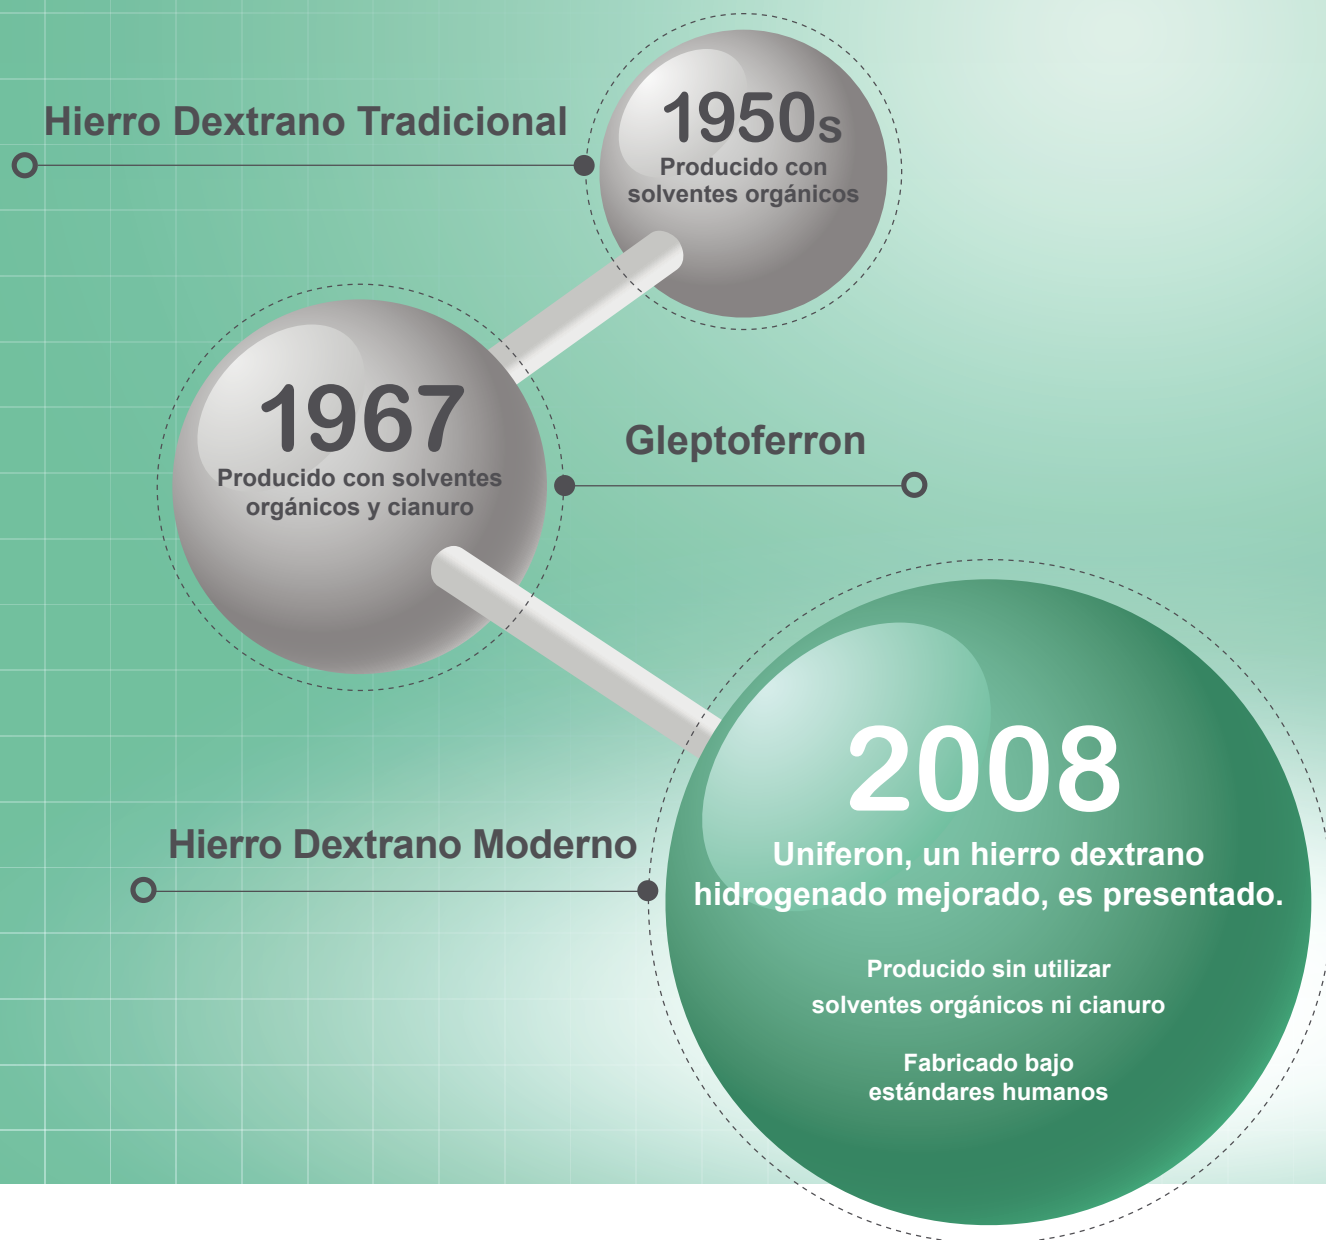 Hierro Dextrano Tradicional
1950s
Producido con
solventes orgánicos
1967
Producido con solventes
orgánicos y cianuro
Gleptoferron
Hierro Dextrano Moderno
2008
Uniferon, un hierro dextrano
hidrogenado mejorado, es presentado.
Producido sin utilizar
solventes orgánicos ni cianuro
Fabricado bajo
estándares humanos